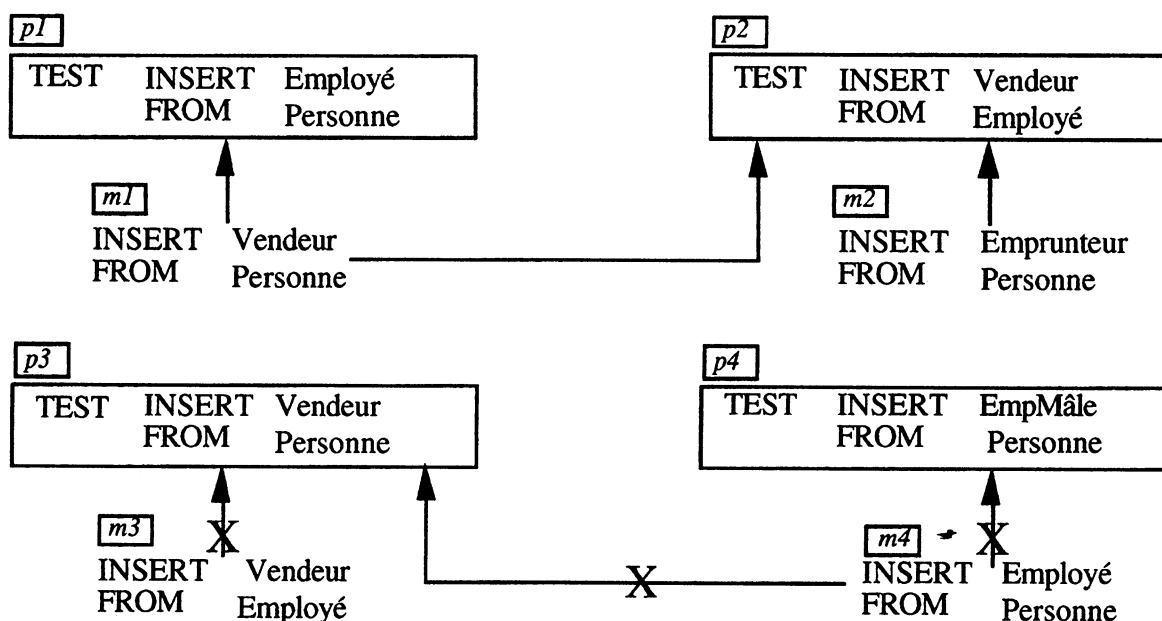 p1
TEST INSERT Employé
FROM Personne
m1
INSERT Vendeur
FROM Personne
p2
TEST INSERT Vendeur
FROM Employé
m2
INSERT Emprunteur
FROM Personne
p3
TEST INSERT Vendeur
FROM Personne
X
m3
INSERT Vendeur
FROM Employé
X
p4
TEST INSERT EmpMâle
FROM Personne
X
m4
INSERT Employé
FROM Personne